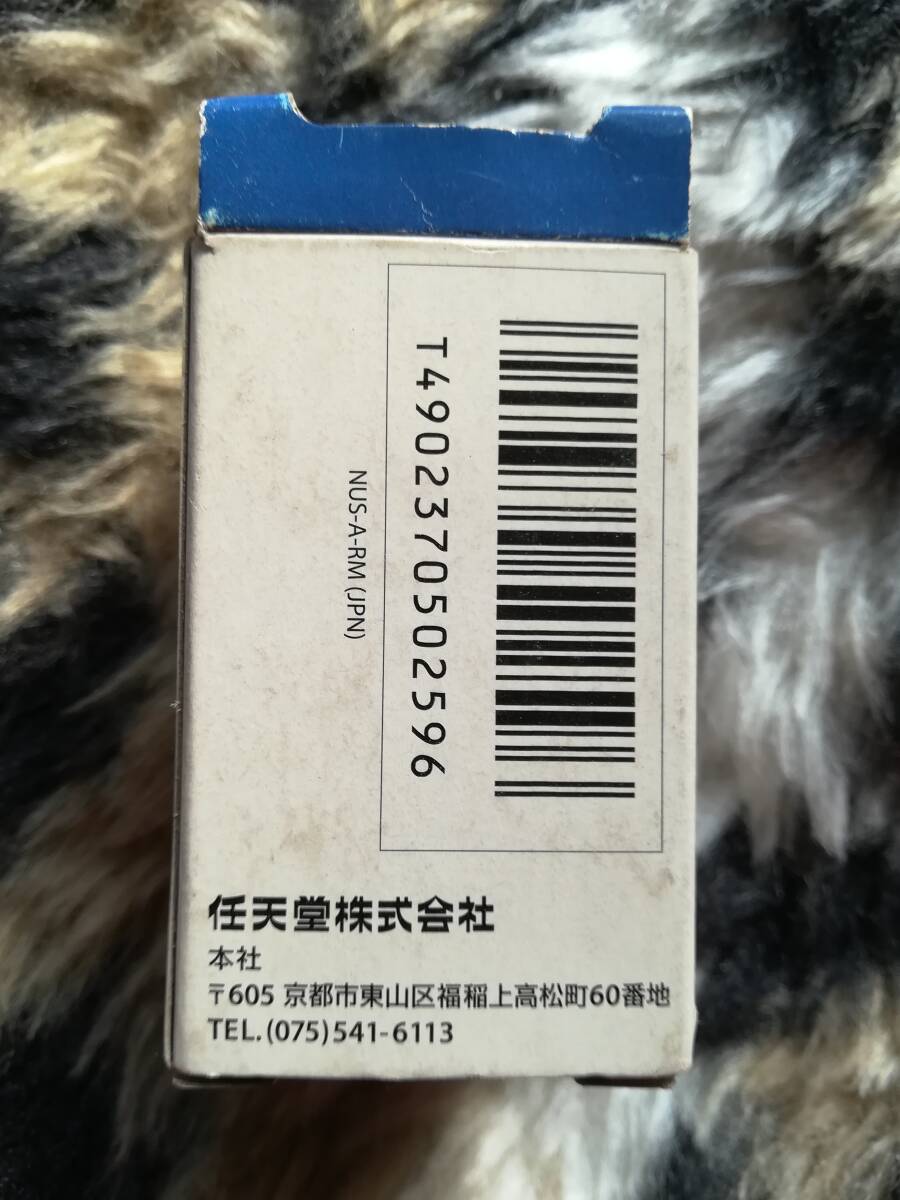 T4902370502596
NUS-A-RM (JPN)
任天堂株式会社
本社
〒605 京都市東山区福稲上高松町60番地
TEL.(075)541-6113